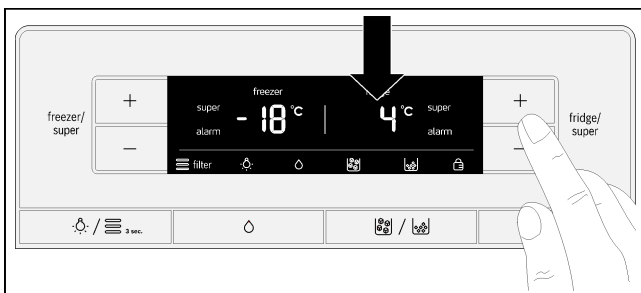 freezer
super
-18 °C
alarm
4 °C
super
alarm
filter
freezer/
super
+
−
+
−
fridge/
super
/ 3 sec.
/